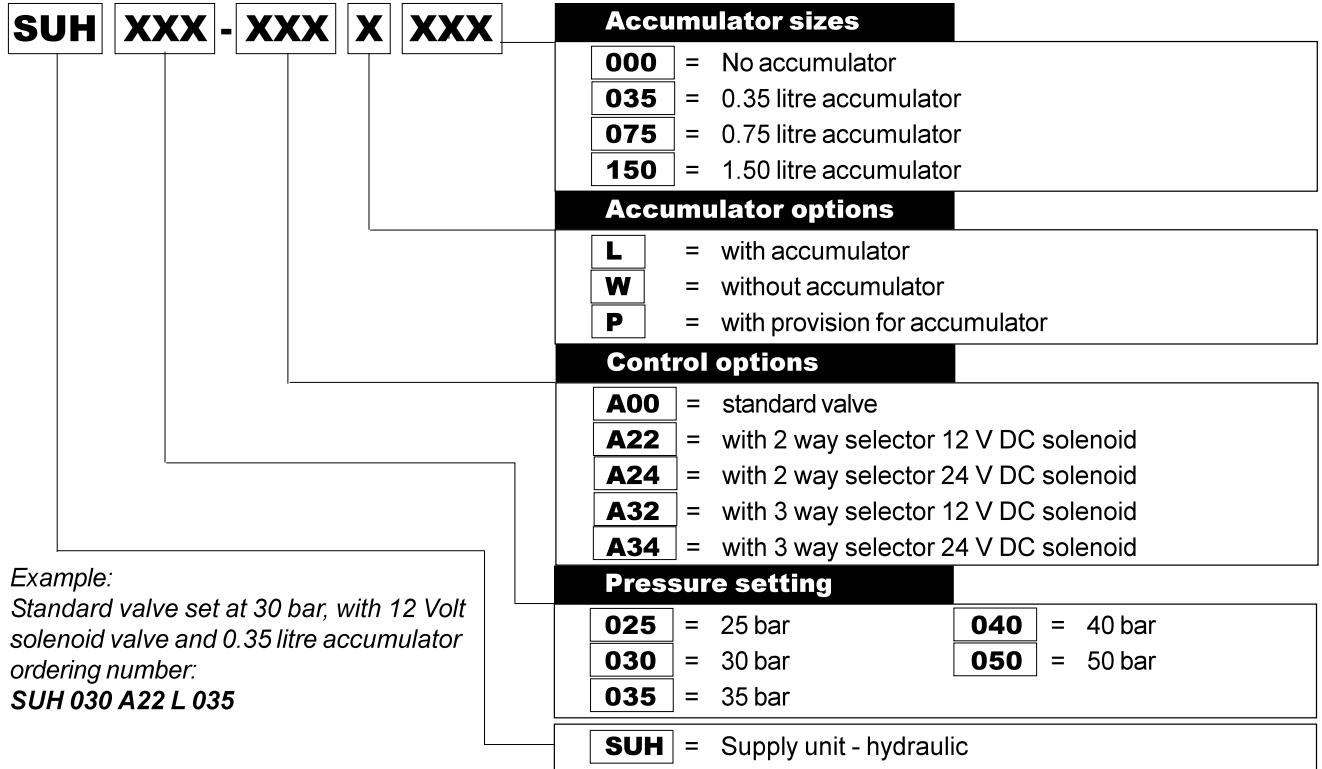 SUH XXX - XXX X XXX
Accumulator sizes
000 = No accumulator
035 = 0.35 litre accumulator
075 = 0.75 litre accumulator
150 = 1.50 litre accumulator
Accumulator options
L = with accumulator
W = without accumulator
P = with provision for accumulator
Control options
A00 = standard valve
A22 = with 2 way selector 12 V DC solenoid
A24 = with 2 way selector 24 V DC solenoid
A32 = with 3 way selector 12 V DC solenoid
A34 = with 3 way selector 24 V DC solenoid
Pressure setting
025 = 25 bar 040 = 40 bar
030 = 30 bar 050 = 50 bar
035 = 35 bar
SUH = Supply unit - hydraulic
Example:
Standard valve set at 30 bar, with 12 Volt
solenoid valve and 0.35 litre accumulator
ordering number:
SUH 030 A22 L 035